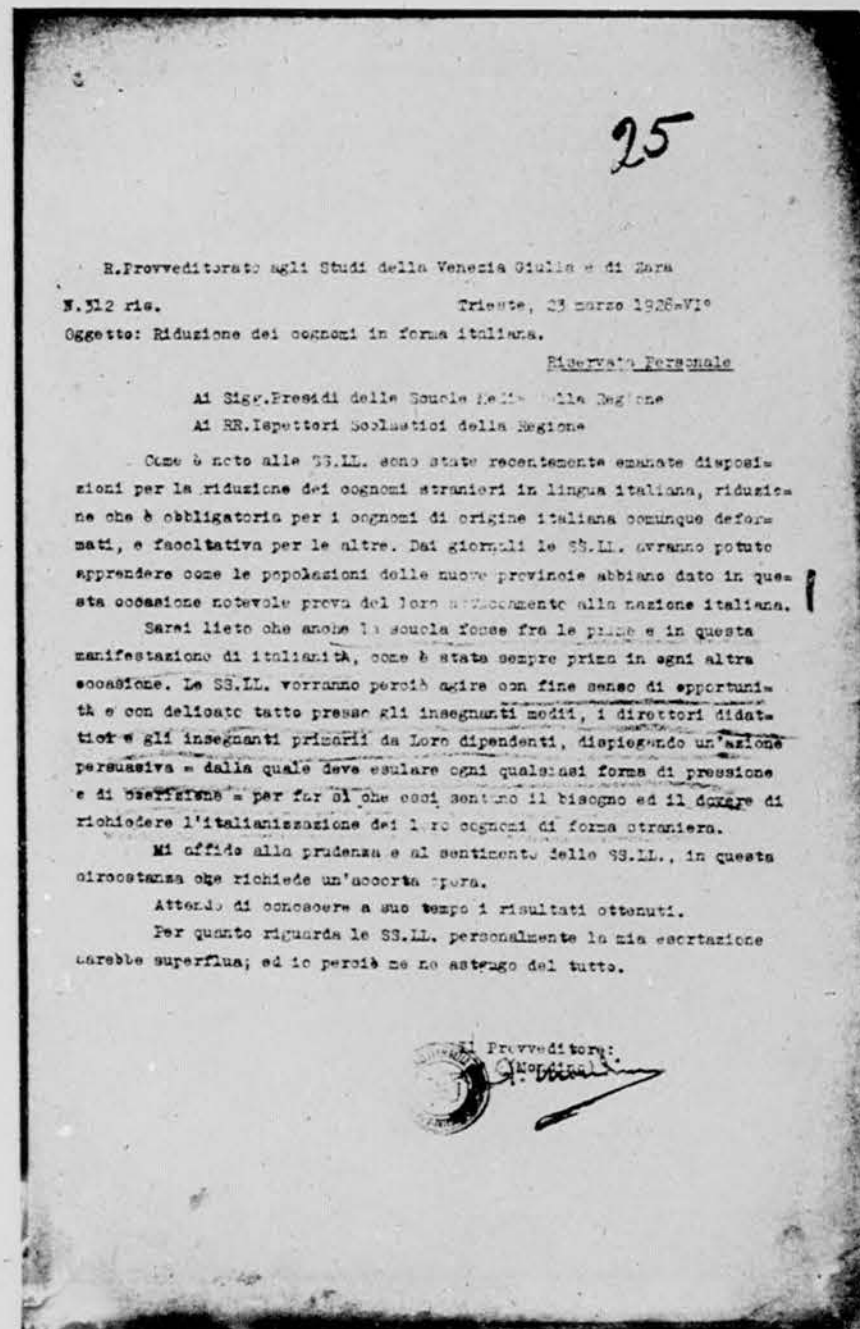 25
R.Provveditorato agli Studi della Venezia Giulia e di Zara
N.312 ris. Trieste, 23 marzo 1928=VI°
Oggetto: Riduzione dei cognomi in forma italiana.
Riservata Personale
Ai Sigg.Presidi delle Scuole Medie della Regione
Ai RR.Ispettori Scolastici della Regione
Come è noto alle SS.LL. sono state recentemente emanate disposi=
zioni per la riduzione dei cognomi stranieri in lingua italiana, riduzio=
ne che è obbligatoria per i cognomi di origine italiana comunque defor=
mati, e facoltativa per le altre. Dai giornali le SS.LL. avranno potuto
apprendere come le popolazioni delle nuove provincie abbiano dato in que=
sta occasione notevole prova del loro attaccamento alla nazione italiana.
Sarei lieto che anche la scuola fosse fra le prime e in questa
manifestazione di italianità, come è stata sempre prima in ogni altra
occasione. Le SS.LL. vorranno perciò agire con fine senso di opportuni=
tà e con delicato tatto presso gli insegnanti medii, i direttori didat=
tici e gli insegnanti primarii da Loro dipendenti, dispiegando un'azione
persuasiva = dalla quale deve esulare ogni qualsiasi forma di pressione
e di = per far sì che essi sentano il bisogno ed il dovere di
richiedere l'italianizzazione dei loro cognomi di forma straniera.
Mi affido alla prudenza e al sentimento delle SS.LL., in questa
circostanza che richiede un'accorta opera.
Attendo di conoscere a suo tempo i risultati ottenuti.
Per quanto riguarda le SS.LL. personalmente la mia esortazione
sarebbe superflua; ed io perciò me ne astengo del tutto.
Il Provveditore: